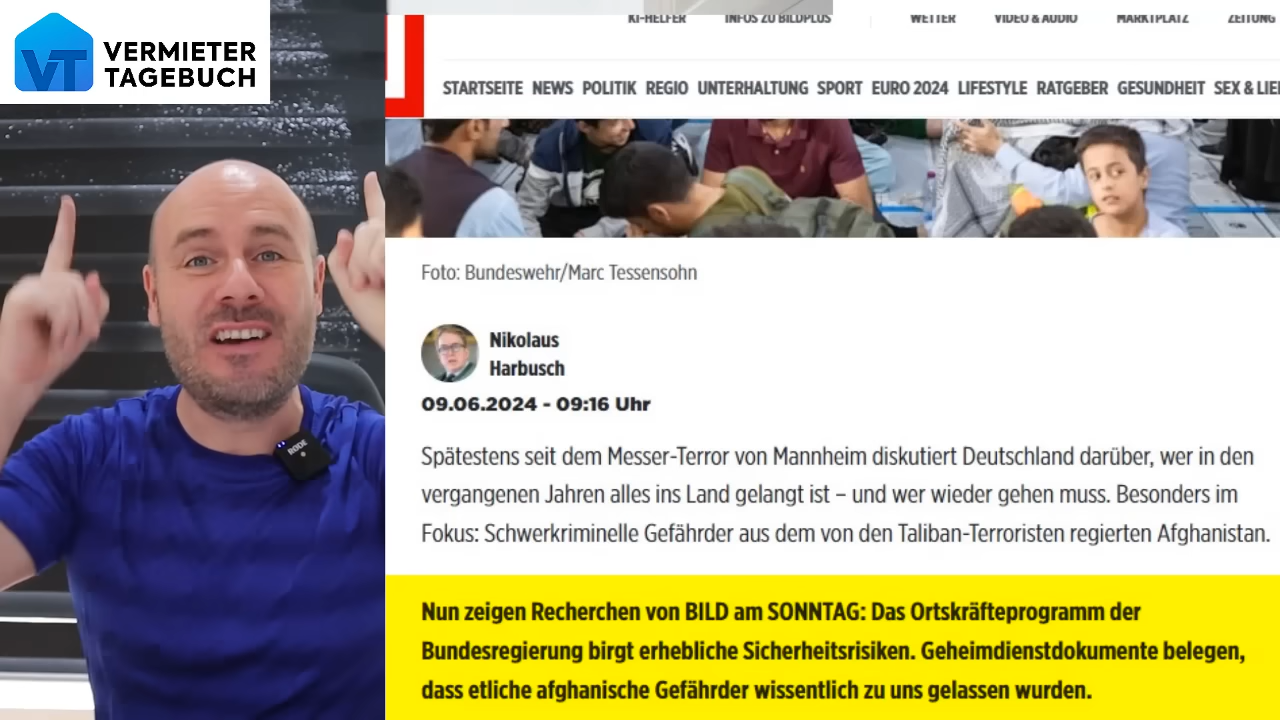 VERMIETER
TAGEBUCH
KI-HELFER INFOS ZU BILDPLUS WETTER VIDEO & AUDIO MARKTPLATZ ZEITUNG
STARTSEITE NEWS POLITIK REGIO UNTERHALTUNG SPORT EURO 2024 LIFESTYLE RATGEBER GESUNDHEIT SEX &
Foto: Bundeswehr/Marc Tessensohn
Nikolaus
Harbusch
09.06.2024 - 09:16 Uhr
Spätestens seit dem Messer-Terror von Mannheim diskutiert Deutschland darüber, wer in den
vergangenen Jahren alles ins Land gelangt ist – und wer wieder gehen muss. Besonders im
Fokus: Schwerkriminelle Gefährder aus dem von den Taliban-Terroristen regierten Afghanistan.
Nun zeigen Recherchen von BILD am SONNTAG: Das Ortskräfteprogramm der
Bundesregierung birgt erhebliche Sicherheitsrisiken. Geheimdienstdokumente belegen,
dass etliche afghanische Gefährder wissentlich zu uns gelassen wurden.
VT
RØDE